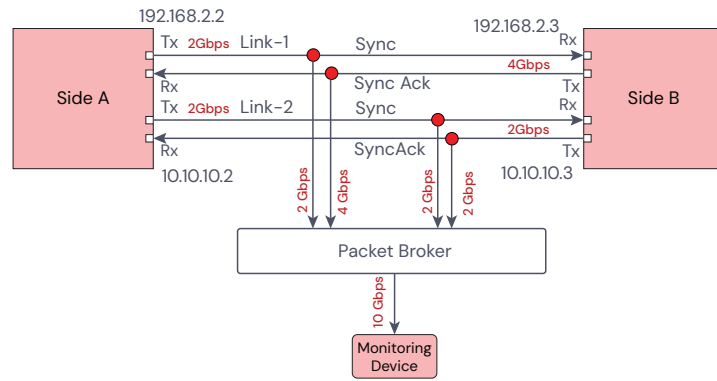 192.168.2.2
192.168.2.3
Tx 2Gbps Link-1 Sync Rx
4Gbps
Rx Sync Ack Tx
Side A
Side B
Tx 2Gbps Link-2 Sync Rx
2Gbps
Rx SyncAck Tx
10.10.10.2
10.10.10.3
2 Gbps
4 Gbps
2 Gbps
2 Gbps
Packet Broker
10 Gbps
Monitoring
Device